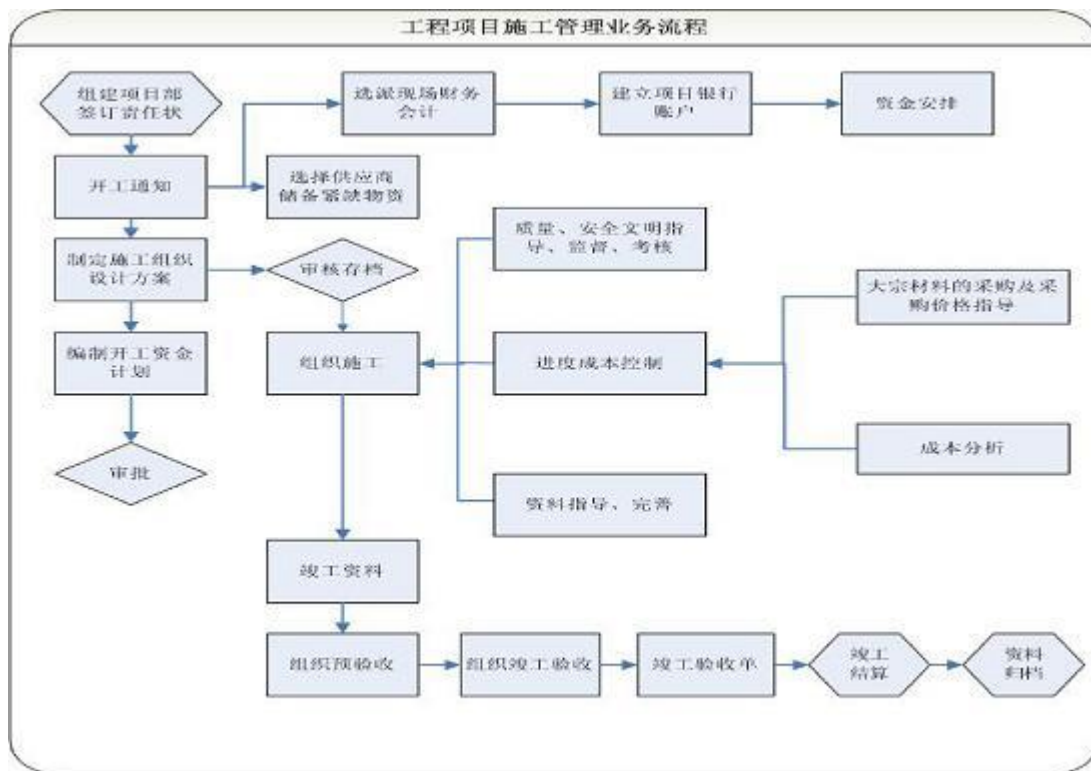 工程项目施工管理业务流程
组建项目部
签订责任状
选派现场财务
会计
建立项目银行
账户
资金安排
开工通知
选择供应商
储备紧缺物资
质量、安全文明指
导、监督、考核
制定施工组织
设计方案
审核存档
大宗材料的采购及采
购价格指导
编制开工资金
计划
组织施工
进度成本控制
审批
成本分析
资料指导、完善
竣工资料
组织预验收
组织竣工验收
竣工验收单
竣工
结算
资料
归档